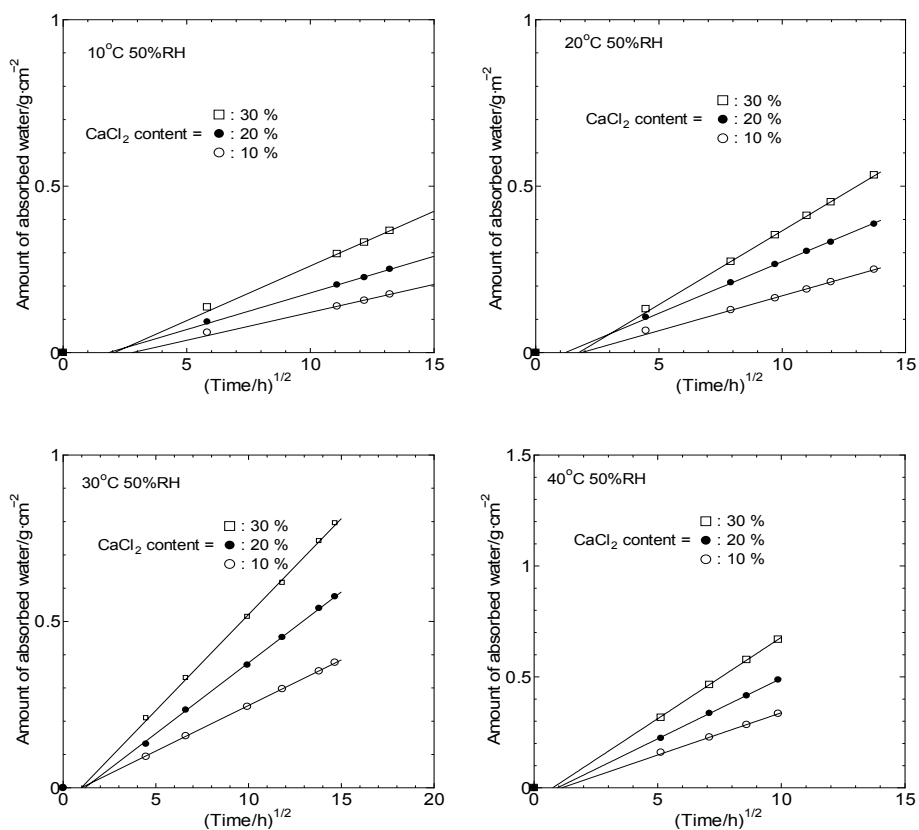 10°C 50%RH
□ : 30 %
CaCl₂ content = ● : 20 %
○ : 10 %
Amount of absorbed water/g·cm⁻²
1
0.5
0
0 5 10 15
(Time/h)¹/²
20°C 50%RH
□ : 30 %
CaCl₂ content = ● : 20 %
○ : 10 %
Amount of absorbed water/g·m⁻²
1
0.5
0
0 5 10 15
(Time/h)¹/²
30°C 50%RH
□ : 30 %
CaCl₂ content = ● : 20 %
○ : 10 %
Amount of absorbed water/g·cm⁻²
1
0.5
0
0 5 10 15 20
(Time/h)¹/²
40°C 50%RH
□ : 30 %
CaCl₂ content = ● : 20 %
○ : 10 %
Amount of absorbed water/g·cm⁻²
1.5
1
0.5
0
0 5 10 15
(Time/h)¹/²